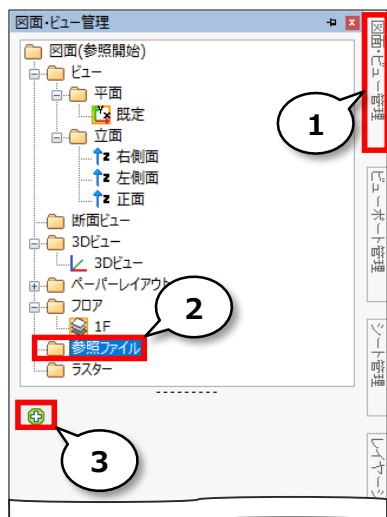 図面・ビュー管理
図面(参照開始)
ビュー
平面
既定
立面
右側面
左側面
正面
断面ビュー
3Dビュー
3Dビュー
ペーパーレイアウト
フロア
1F
参照ファイル
ラスター
1
2
3
図面・ビュー管理
ビューポート管理
シート管理
レイヤー